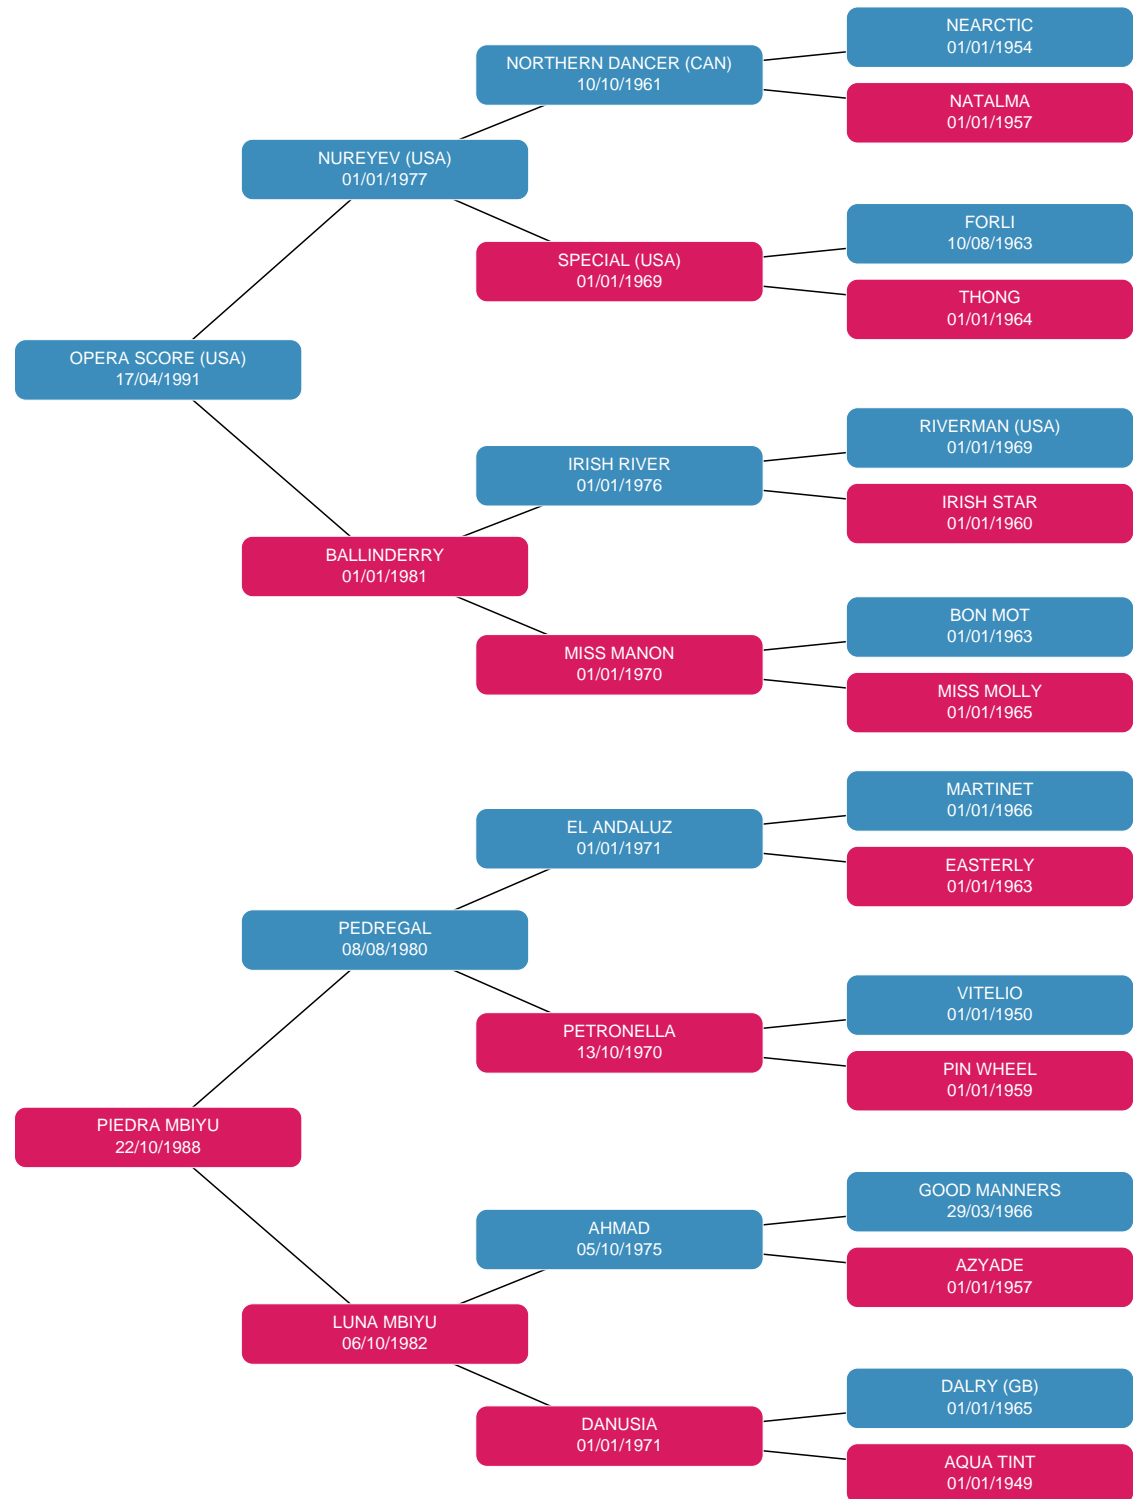 NEARCTIC
01/01/1954
NORTHERN DANCER (CAN)
10/10/1961
NATALMA
01/01/1957
NUREYEV (USA)
01/01/1977
FORLI
10/08/1963
SPECIAL (USA)
01/01/1969
THONG
01/01/1964
OPERA SCORE (USA)
17/04/1991
RIVERMAN (USA)
01/01/1969
IRISH RIVER
01/01/1976
IRISH STAR
01/01/1960
BALLINDERRY
01/01/1981
BON MOT
01/01/1963
MISS MANON
01/01/1970
MISS MOLLY
01/01/1965
MARTINET
01/01/1966
EL ANDALUZ
01/01/1971
EASTERLY
01/01/1963
PEDREGAL
08/08/1980
VITELIO
01/01/1950
PETRONELLA
13/10/1970
PIN WHEEL
01/01/1959
PIEDRA MBIYU
22/10/1988
GOOD MANNERS
29/03/1966
AHMAD
05/10/1975
AZYADE
01/01/1957
LUNA MBIYU
06/10/1982
DALRY (GB)
01/01/1965
DANUSIA
01/01/1971
AQUA TINT
01/01/1949